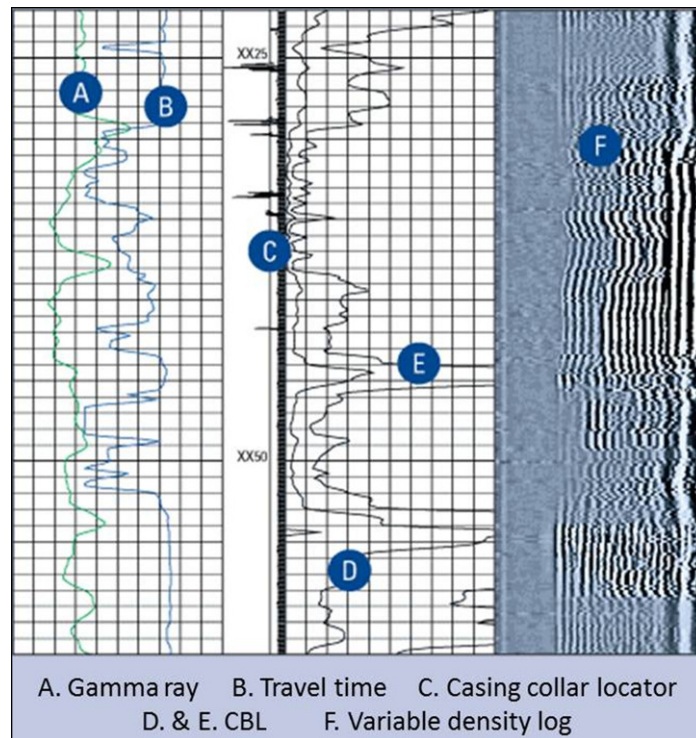 XX25
A
B
F
C
E
XX50
D
A. Gamma ray B. Travel time C. Casing collar locator
D. & E. CBL F. Variable density log